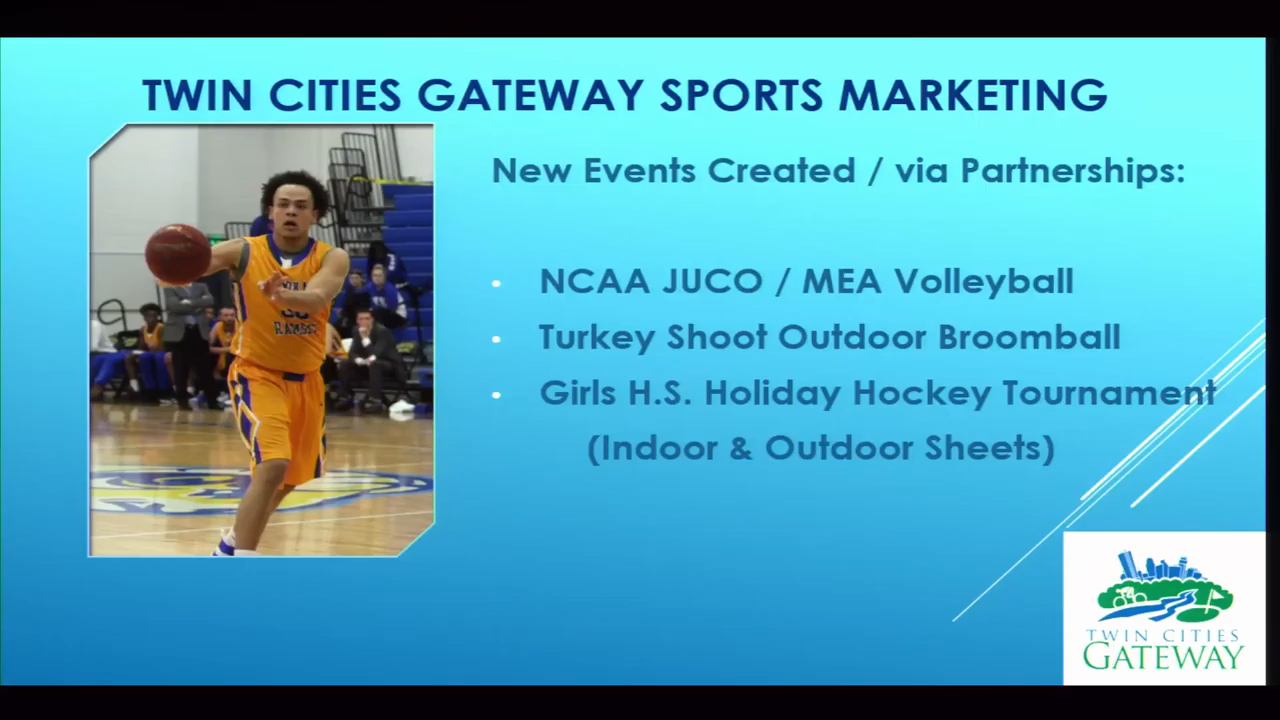 TWIN CITIES GATEWAY SPORTS MARKETING
New Events Created / via Partnerships:
• NCAA JUCO / MEA Volleyball
• Turkey Shoot Outdoor Broomball
• Girls H.S. Holiday Hockey Tournament
(Indoor & Outdoor Sheets)
TWIN CITIES
GATEWAY